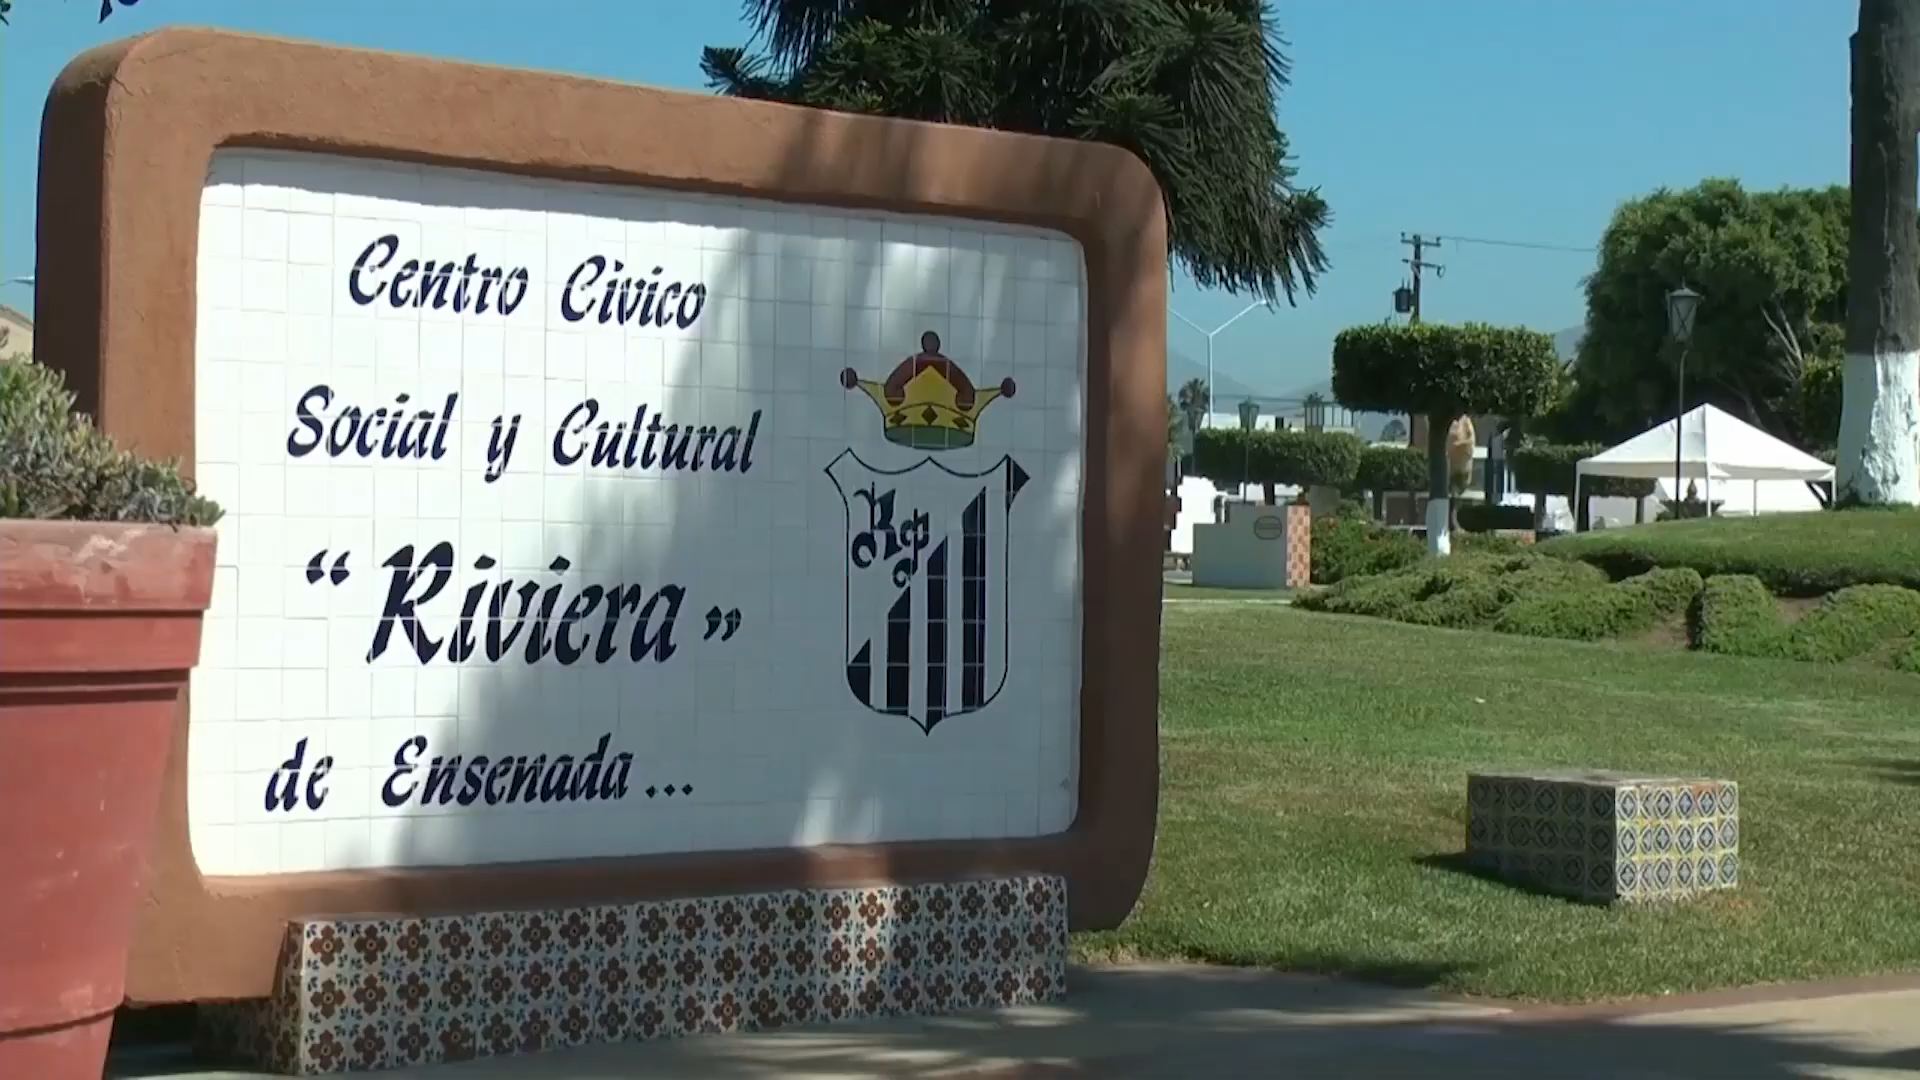 Centro Civico
Social y Cultural
“Riviera”
de Ensenada...